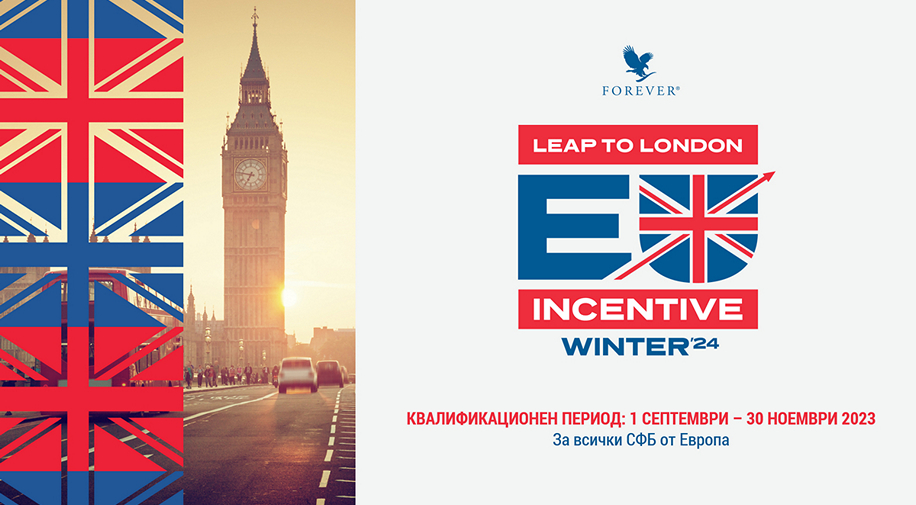 FOREVER®
LEAP TO LONDON
EU
INCENTIVE
WINTER'24
КВАЛИФИКАЦИОНЕН ПЕРИОД: 1 СЕПТЕМВРИ – 30 НОЕМВРИ 2023
За всички СФБ от Европа